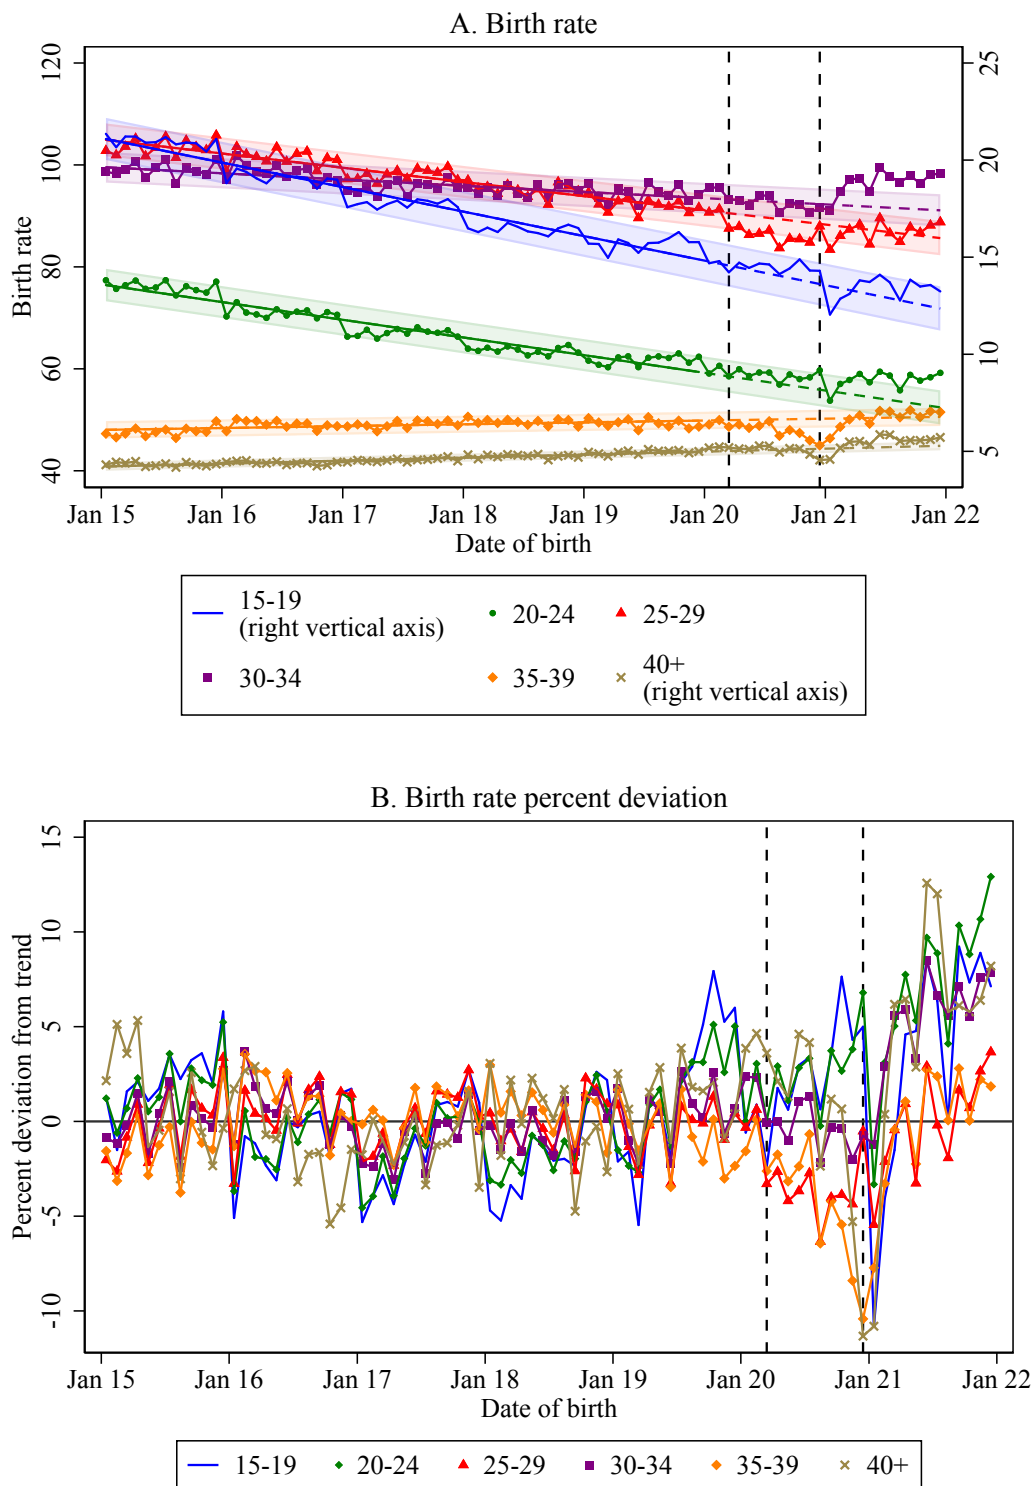 A. Birth rate
120
100
80
60
40
Birth rate
25
20
15
10
5
Jan 15 Jan 16 Jan 17 Jan 18 Jan 19 Jan 20 Jan 21 Jan 22
Date of birth
15-19
(right vertical axis)
20-24
25-29
30-34
35-39
40+
(right vertical axis)
B. Birth rate percent deviation
15
10
5
0
-5
-10
Percent deviation from trend
Jan 15 Jan 16 Jan 17 Jan 18 Jan 19 Jan 20 Jan 21 Jan 22
Date of birth
15-19 20-24 25-29 30-34 35-39 40+